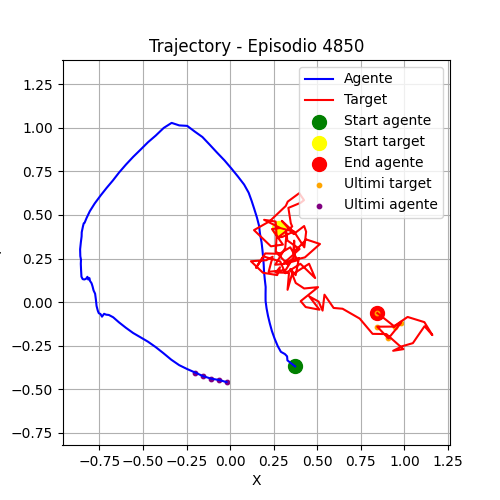 Trajectory - Episodio 4850
Agente
Target
Start agente
Start target
End agente
Ultimi target
Ultimi agente
1.25
1.00
0.75
0.50
0.25
0.00
−0.25
−0.50
−0.75
−0.75 −0.50 −0.25 0.00 0.25 0.50 0.75 1.00 1.25
X